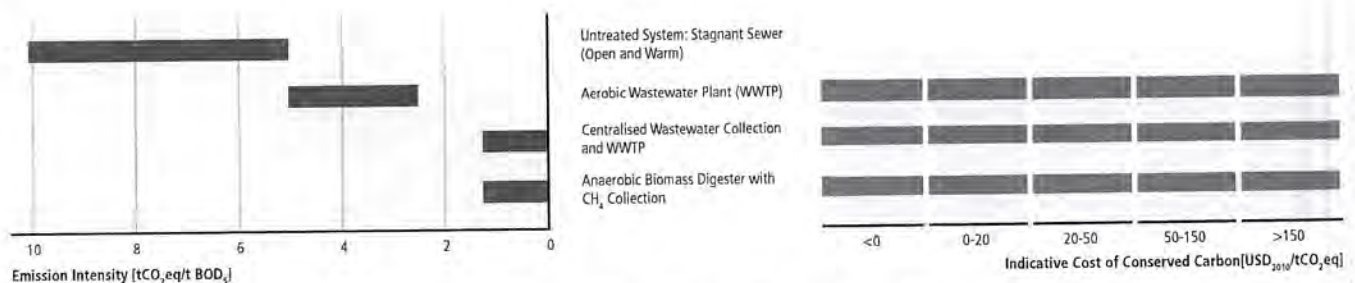 Untreated System: Stagnant Sewer
(Open and Warm)
Aerobic Wastewater Plant (WWTP)
Centralised Wastewater Collection
and WWTP
Anaerobic Biomass Digester with
CH₄ Collection
10 8 6 4 2 0
Emission Intensity [tCO₂eq/t BOD₅]
<0 0-20 20-50 50-150 >150
Indicative Cost of Conserved Carbon[USD₂₀₁₀/tCO₂eq]